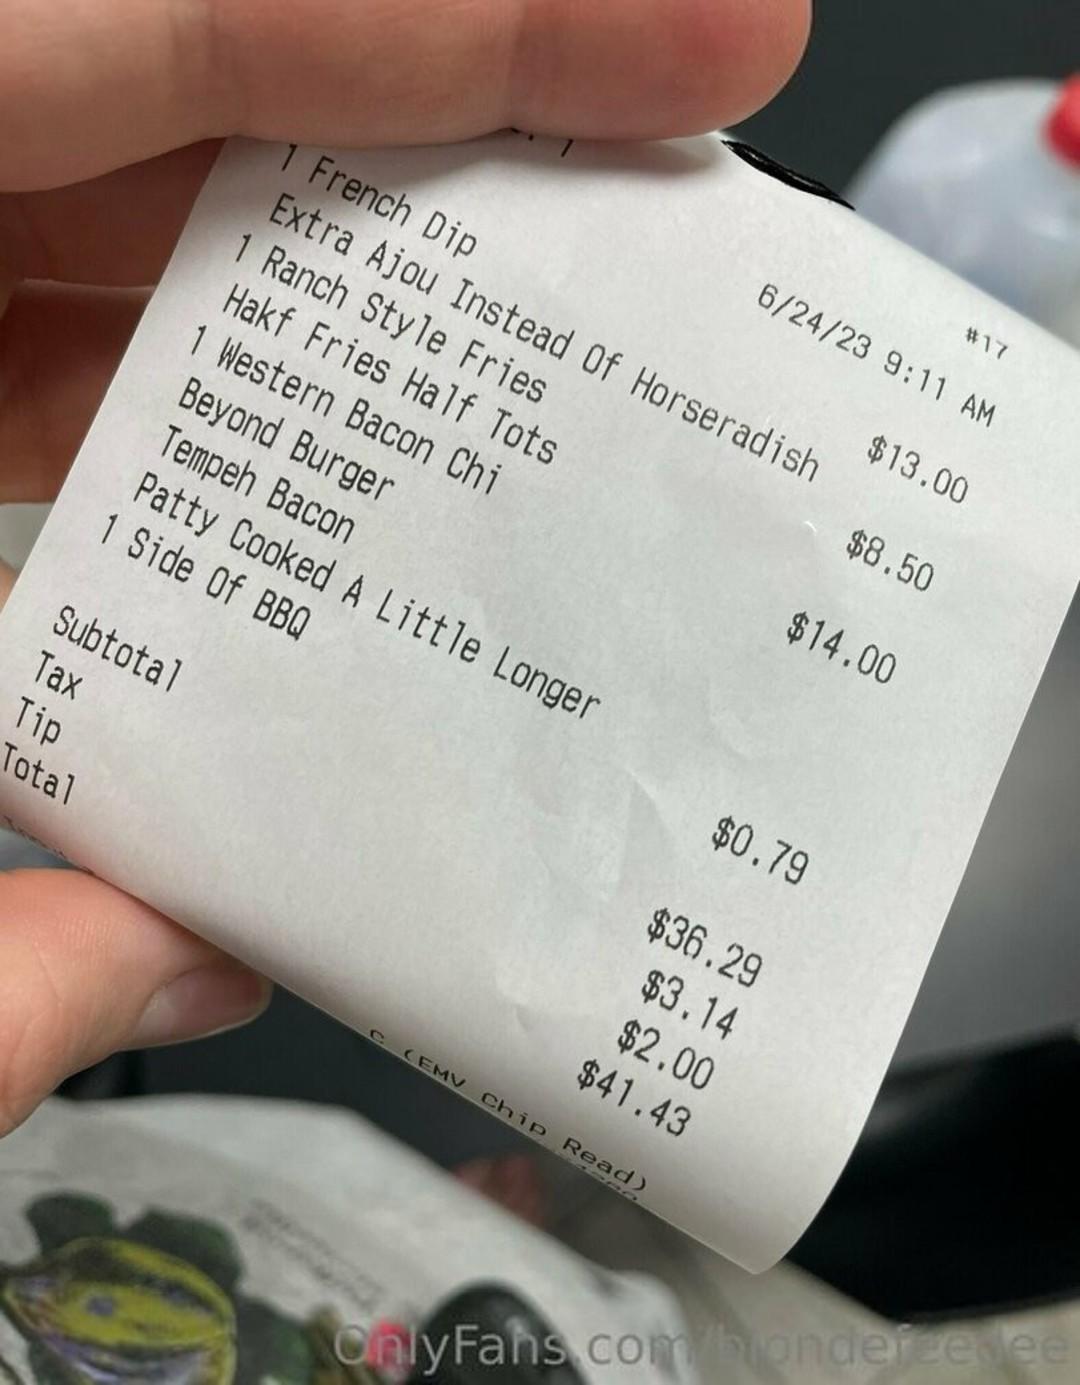 #17
6/24/23 9:11 AM
1 French Dip $13.00
Extra Ajou Instead Of Horseradish
1 Ranch Style Fries $8.50
Hakf Fries Half Tots
1 Western Bacon Chi $14.00
Beyond Burger
Tempeh Bacon
Patty Cooked A Little Longer
1 Side Of BBQ $0.79
Subtotal $36.29
Tax $3.14
Tip $2.00
Total $41.43
C (EMV Chip Read)
OnlyFans.com/blondefeedee